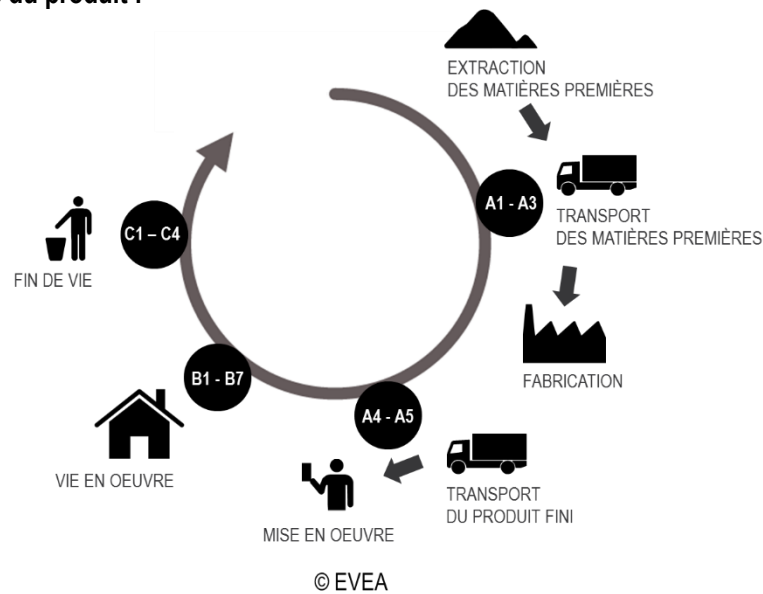 du produit :
EXTRACTION
DES MATIÈRES PREMIÈRES
A1 - A3
TRANSPORT
DES MATIÈRES PREMIÈRES
FABRICATION
A4 - A5
TRANSPORT
DU PRODUIT FINI
MISE EN OEUVRE
B1 - B7
VIE EN OEUVRE
C1 – C4
FIN DE VIE
© EVEA